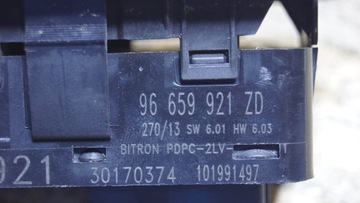 96 659 921 ZD
270/13 SW 6.01 HW 6.03
BITRON PDPC-2LV-
921
30170374 101991497